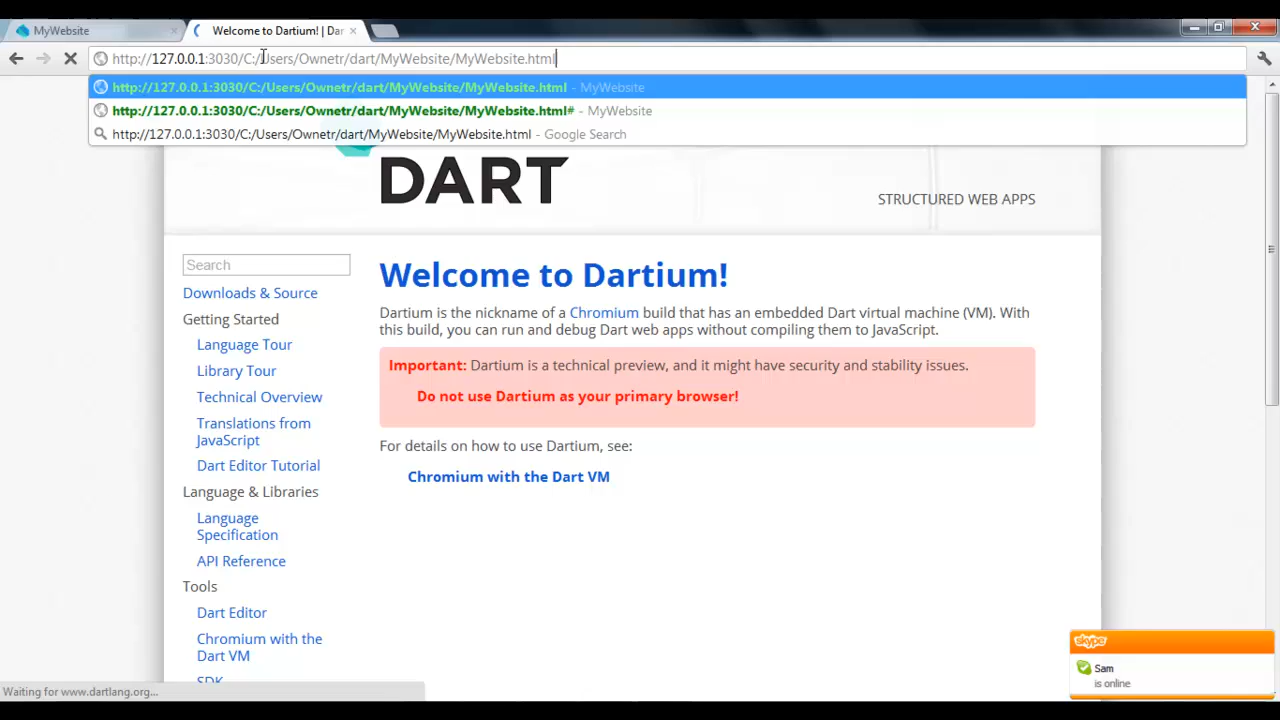 MyWebsite
Welcome to Dartium! | Dar
http://127.0.0.1:3030/C:/Users/Ownetr/dart/MyWebsite/MyWebsite.html
http://127.0.0.1:3030/C:/Users/Ownetr/dart/MyWebsite/MyWebsite.html - MyWebsite
http://127.0.0.1:3030/C:/Users/Ownetr/dart/MyWebsite/MyWebsite.html# - MyWebsite
http://127.0.0.1:3030/C:/Users/Ownetr/dart/MyWebsite/MyWebsite.html - Google Search
DART
STRUCTURED WEB APPS
Search
Downloads & Source
Getting Started
Language Tour
Library Tour
Technical Overview
Translations from
JavaScript
Dart Editor Tutorial
Language & Libraries
Language
Specification
API Reference
Tools
Dart Editor
Chromium with the
Dart VM
SDK
Welcome to Dartium!
Dartium is the nickname of a Chromium build that has an embedded Dart virtual machine (VM). With
this build, you can run and debug Dart web apps without compiling them to JavaScript.
Important: Dartium is a technical preview, and it might have security and stability issues.
Do not use Dartium as your primary browser!
For details on how to use Dartium, see:
Chromium with the Dart VM
skype
Sam
is online
Waiting for www.dartlang.org...